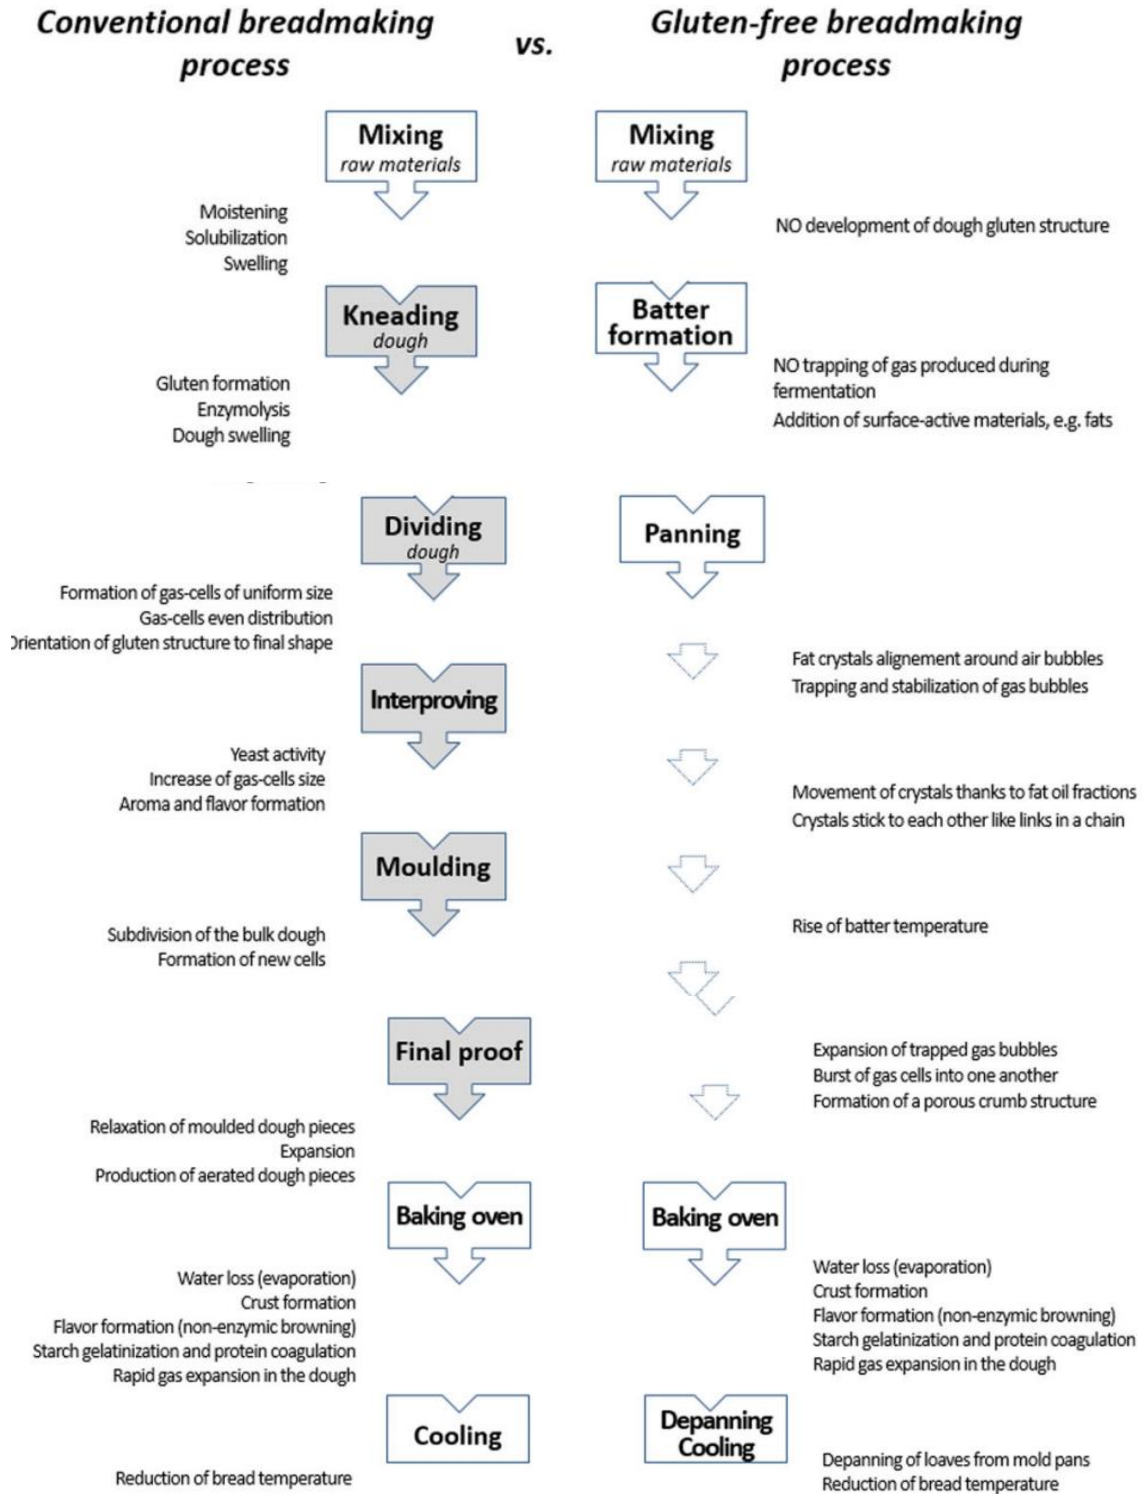 Conventional breadmaking
process
vs.
Gluten-free breadmaking
process
Mixing
raw materials
Moistening
Solubilization
Swelling
Kneading
dough
Gluten formation
Enzymolysis
Dough swelling
Dividing
dough
Formation of gas-cells of uniform size
Gas-cells even distribution
Orientation of gluten structure to final shape
Interproving
Yeast activity
Increase of gas-cells size
Aroma and flavor formation
Moulding
Subdivision of the bulk dough
Formation of new cells
Final proof
Relaxation of moulded dough pieces
Expansion
Production of aerated dough pieces
Baking oven
Water loss (evaporation)
Crust formation
Flavor formation (non-enzymic browning)
Starch gelatinization and protein coagulation
Rapid gas expansion in the dough
Cooling
Reduction of bread temperature
Mixing
raw materials
NO development of dough gluten structure
Batter
formation
NO trapping of gas produced during
fermentation
Addition of surface-active materials, e.g. fats
Panning
Fat crystals alignement around air bubbles
Trapping and stabilization of gas bubbles
Movement of crystals thanks to fat oil fractions
Crystals stick to each other like links in a chain
Rise of batter temperature
Expansion of trapped gas bubbles
Burst of gas cells into one another
Formation of a porous crumb structure
Baking oven
Water loss (evaporation)
Crust formation
Flavor formation (non-enzymic browning)
Starch gelatinization and protein coagulation
Rapid gas expansion in the dough
Depanning
Cooling
Depanning of loaves from mold pans
Reduction of bread temperature